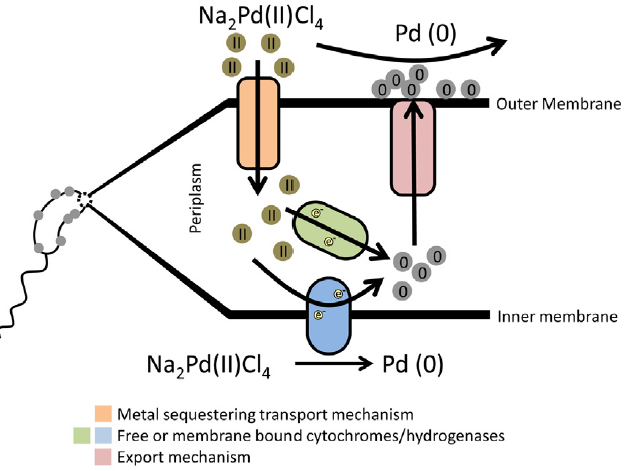 Na₂Pd(II)Cl₄
Pd (0)
II II
II II
0 0 0 0 0 0
Outer Membrane
Periplasm
II
II
II
II
e⁻
e⁻
0 0
0
0
e⁻
e⁻
Inner membrane
Na₂Pd(II)Cl₄ Pd (0)
Metal sequestering transport mechanism
Free or membrane bound cytochromes/hydrogenases
Export mechanism